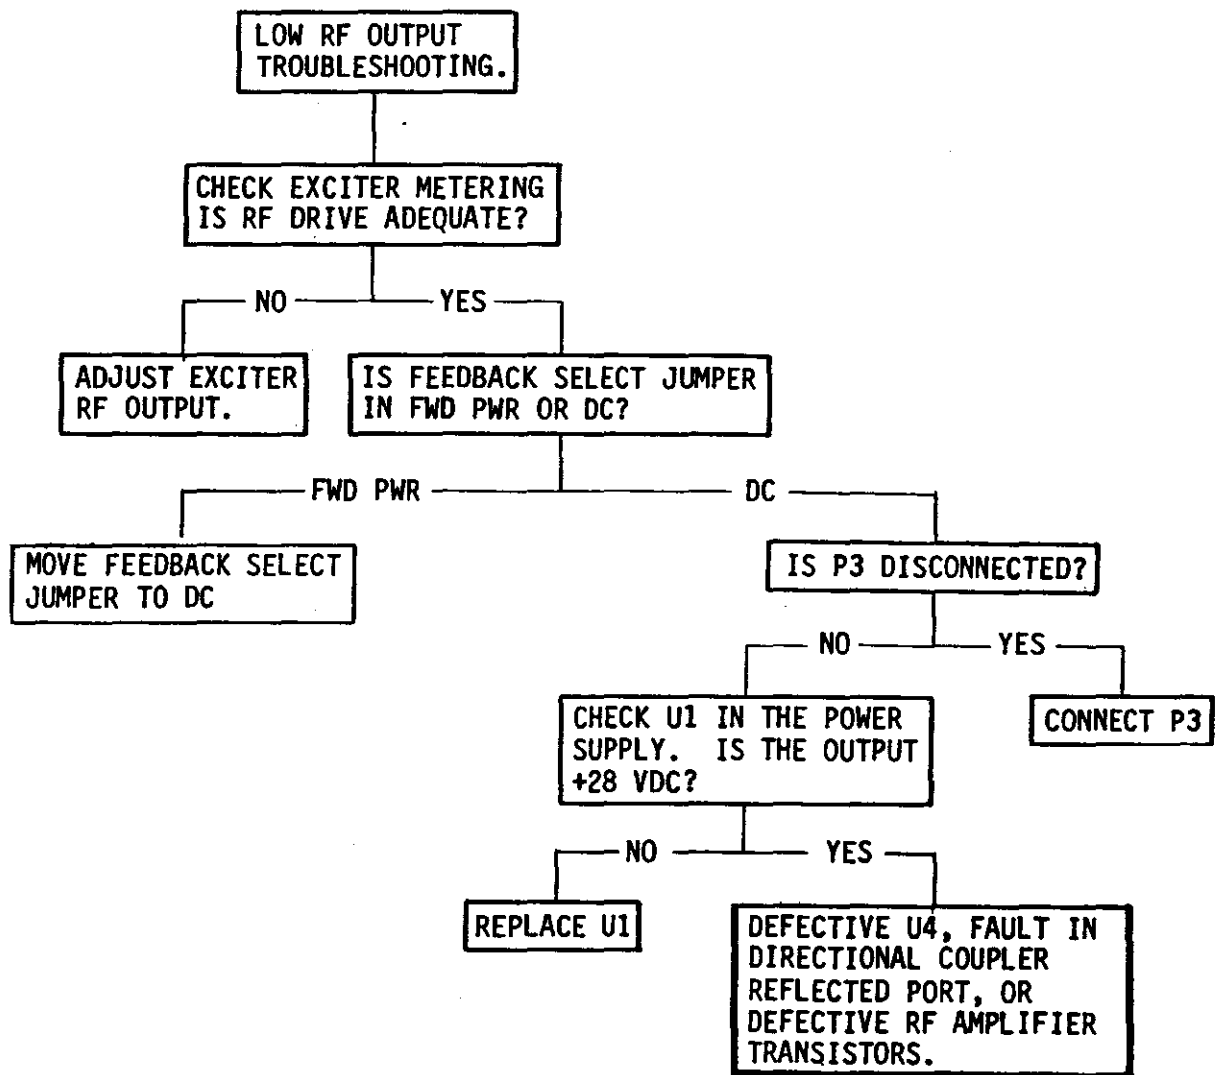 LOW RF OUTPUT
TROUBLESHOOTING.
CHECK EXCITER METERING
IS RF DRIVE ADEQUATE?
NO
YES
ADJUST EXCITER
RF OUTPUT.
IS FEEDBACK SELECT JUMPER
IN FWD PWR OR DC?
FWD PWR
DC
MOVE FEEDBACK SELECT
JUMPER TO DC
IS P3 DISCONNECTED?
NO
YES
CHECK U1 IN THE POWER
SUPPLY. IS THE OUTPUT
+28 VDC?
CONNECT P3
NO
YES
REPLACE U1
DEFECTIVE U4, FAULT IN
DIRECTIONAL COUPLER
REFLECTED PORT, OR
DEFECTIVE RF AMPLIFIER
TRANSISTORS.